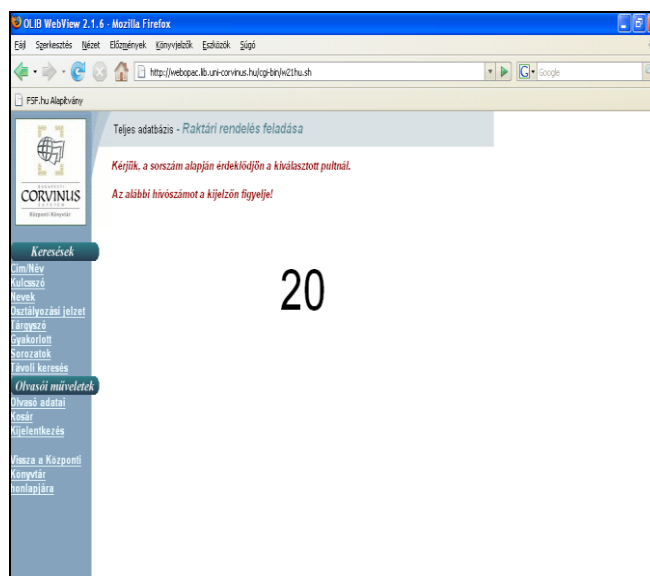 OLIB WebView 2.1.6 - Mozilla Firefox
Fájl Szerkesztés Nézet Előzmények Könyvjelzők Eszközök Súgó
http://webopac.lib.uni-corvinus.hu/cgi-bin/w21hu.sh
Google
FSF.hu Alapítvány
Teljes adatbázis - Raktári rendelés feladása
Kérjük, a sorszám alapján érdeklődjön a kiválasztott pultnál.
Az alábbi hívószámot a kijelzőn figyelje!
20
BUDAPESTI
CORVINUS
EGYETEM
Központi Könyvtár
Keresések
Cím/Név
Kulcsszó
Nevek
Osztályozási jelzet
Tárgyszó
Gyakorlott
Sorozatok
Távoli keresés
Olvasói műveletek
Olvasó adatai
Kosár
Kijelentkezés
Vissza a Központi
Könyvtár
honlapjára